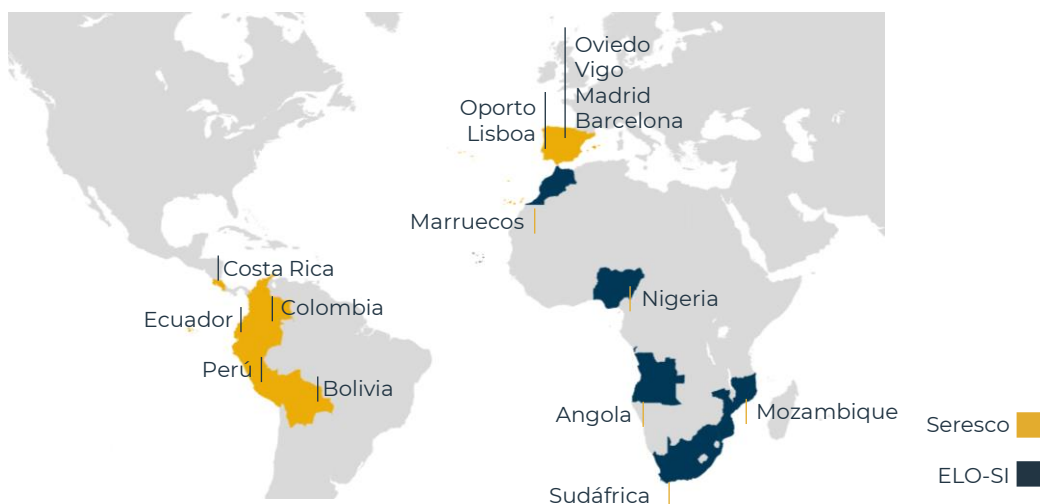 Oviedo
Vigo
Madrid
Barcelona
Oporto
Lisboa
Marruecos
Costa Rica
Colombia
Ecuador
Nigeria
Perú
Bolivia
Angola
Mozambique
Seresco
ELO-SI
Sudáfrica